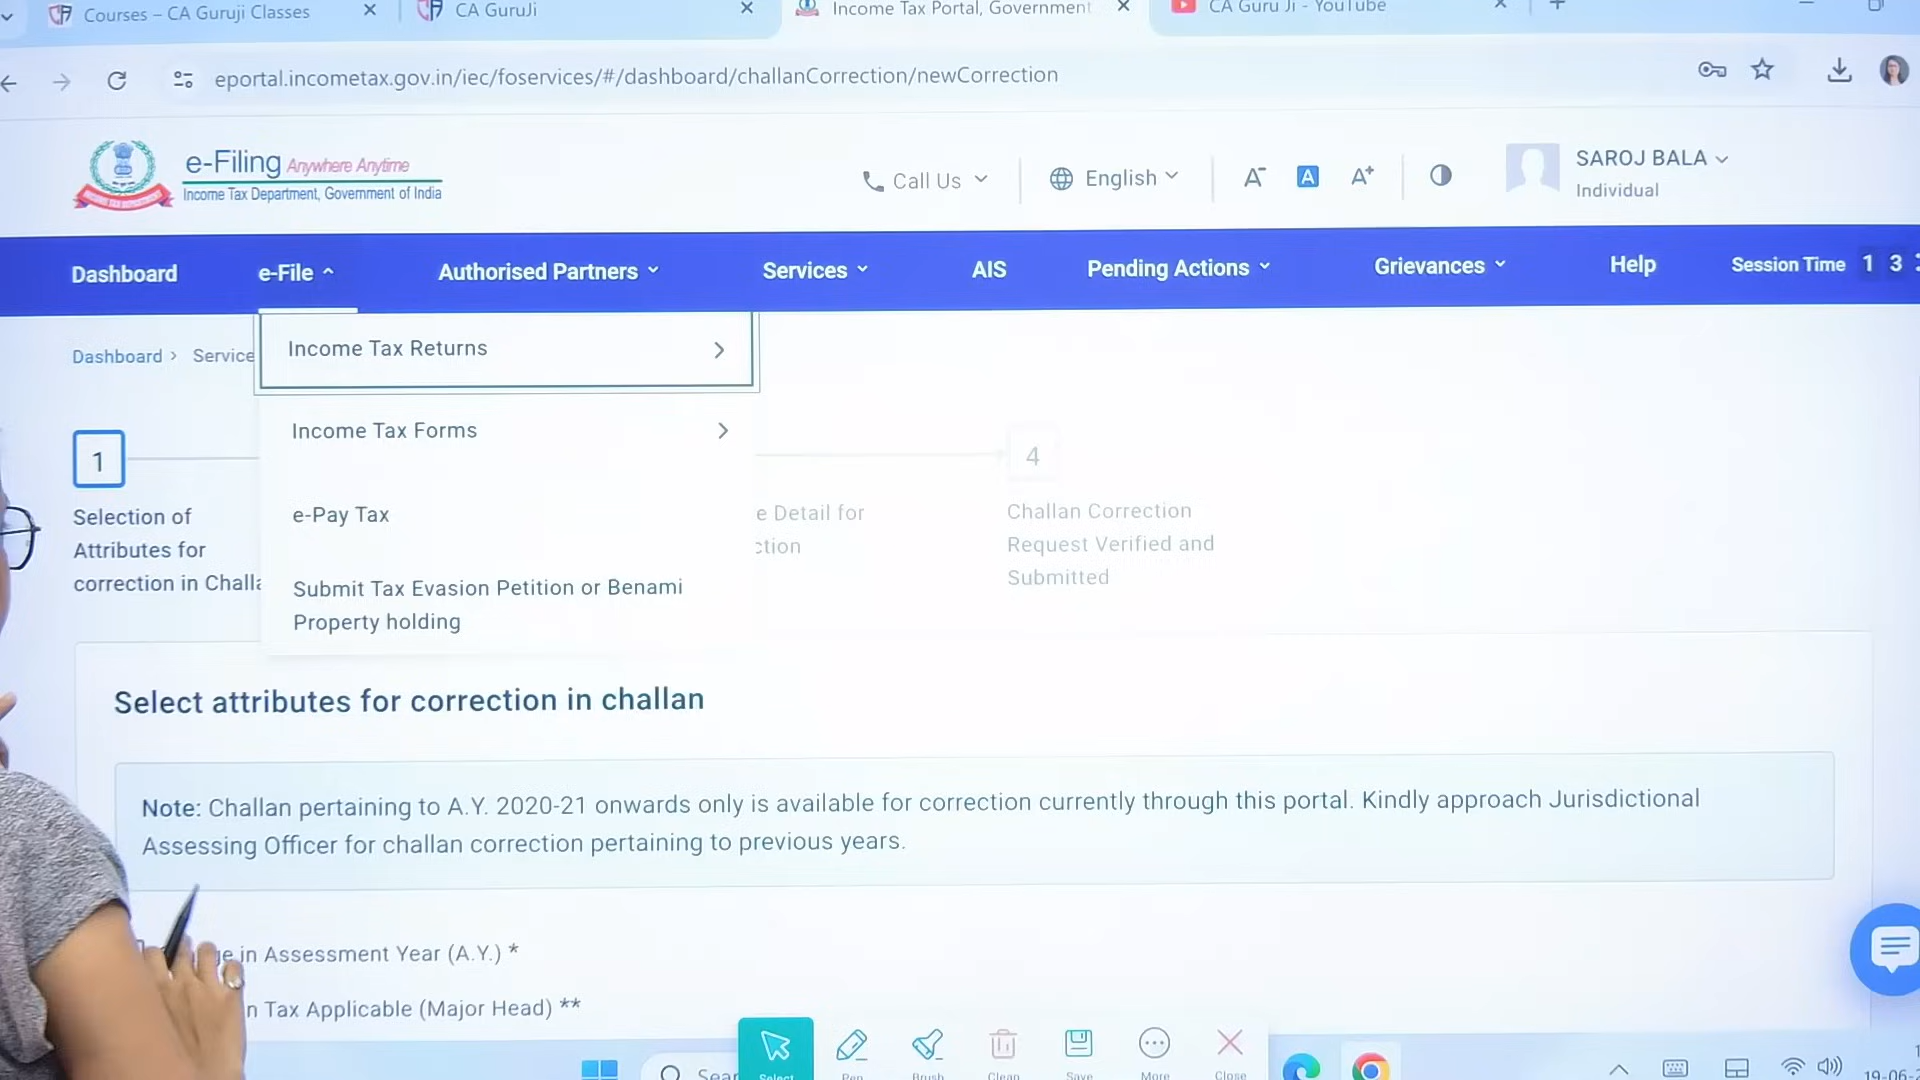 Courses – CA Guruji Classes
CA GuruJi
Income Tax Portal, Government
CA Guru Ji - YouTube
eportal.incometax.gov.in/iec/foservices/#/dashboard/challanCorrection/newCorrection
e-Filing Anywhere Anytime
Income Tax Department, Government of India
Call Us
English
A-
A
A+
SAROJ BALA
Individual
Dashboard
e-File
Authorised Partners
Services
AIS
Pending Actions
Grievances
Help
Session Time 1 3 :
Dashboard > Service
Income Tax Returns
Income Tax Forms
e-Pay Tax
Submit Tax Evasion Petition or Benami
Property holding
1
Selection of
Attributes for
correction in Challa
e Detail for
ction
4
Challan Correction
Request Verified and
Submitted
Select attributes for correction in challan
Note: Challan pertaining to A.Y. 2020-21 onwards only is available for correction currently through this portal. Kindly approach Jurisdictional
Assessing Officer for challan correction pertaining to previous years.
ge in Assessment Year (A.Y.) *
n Tax Applicable (Major Head) **
Sear
Select
Pen
Brush
Clean
Save
More
Close
19-06-